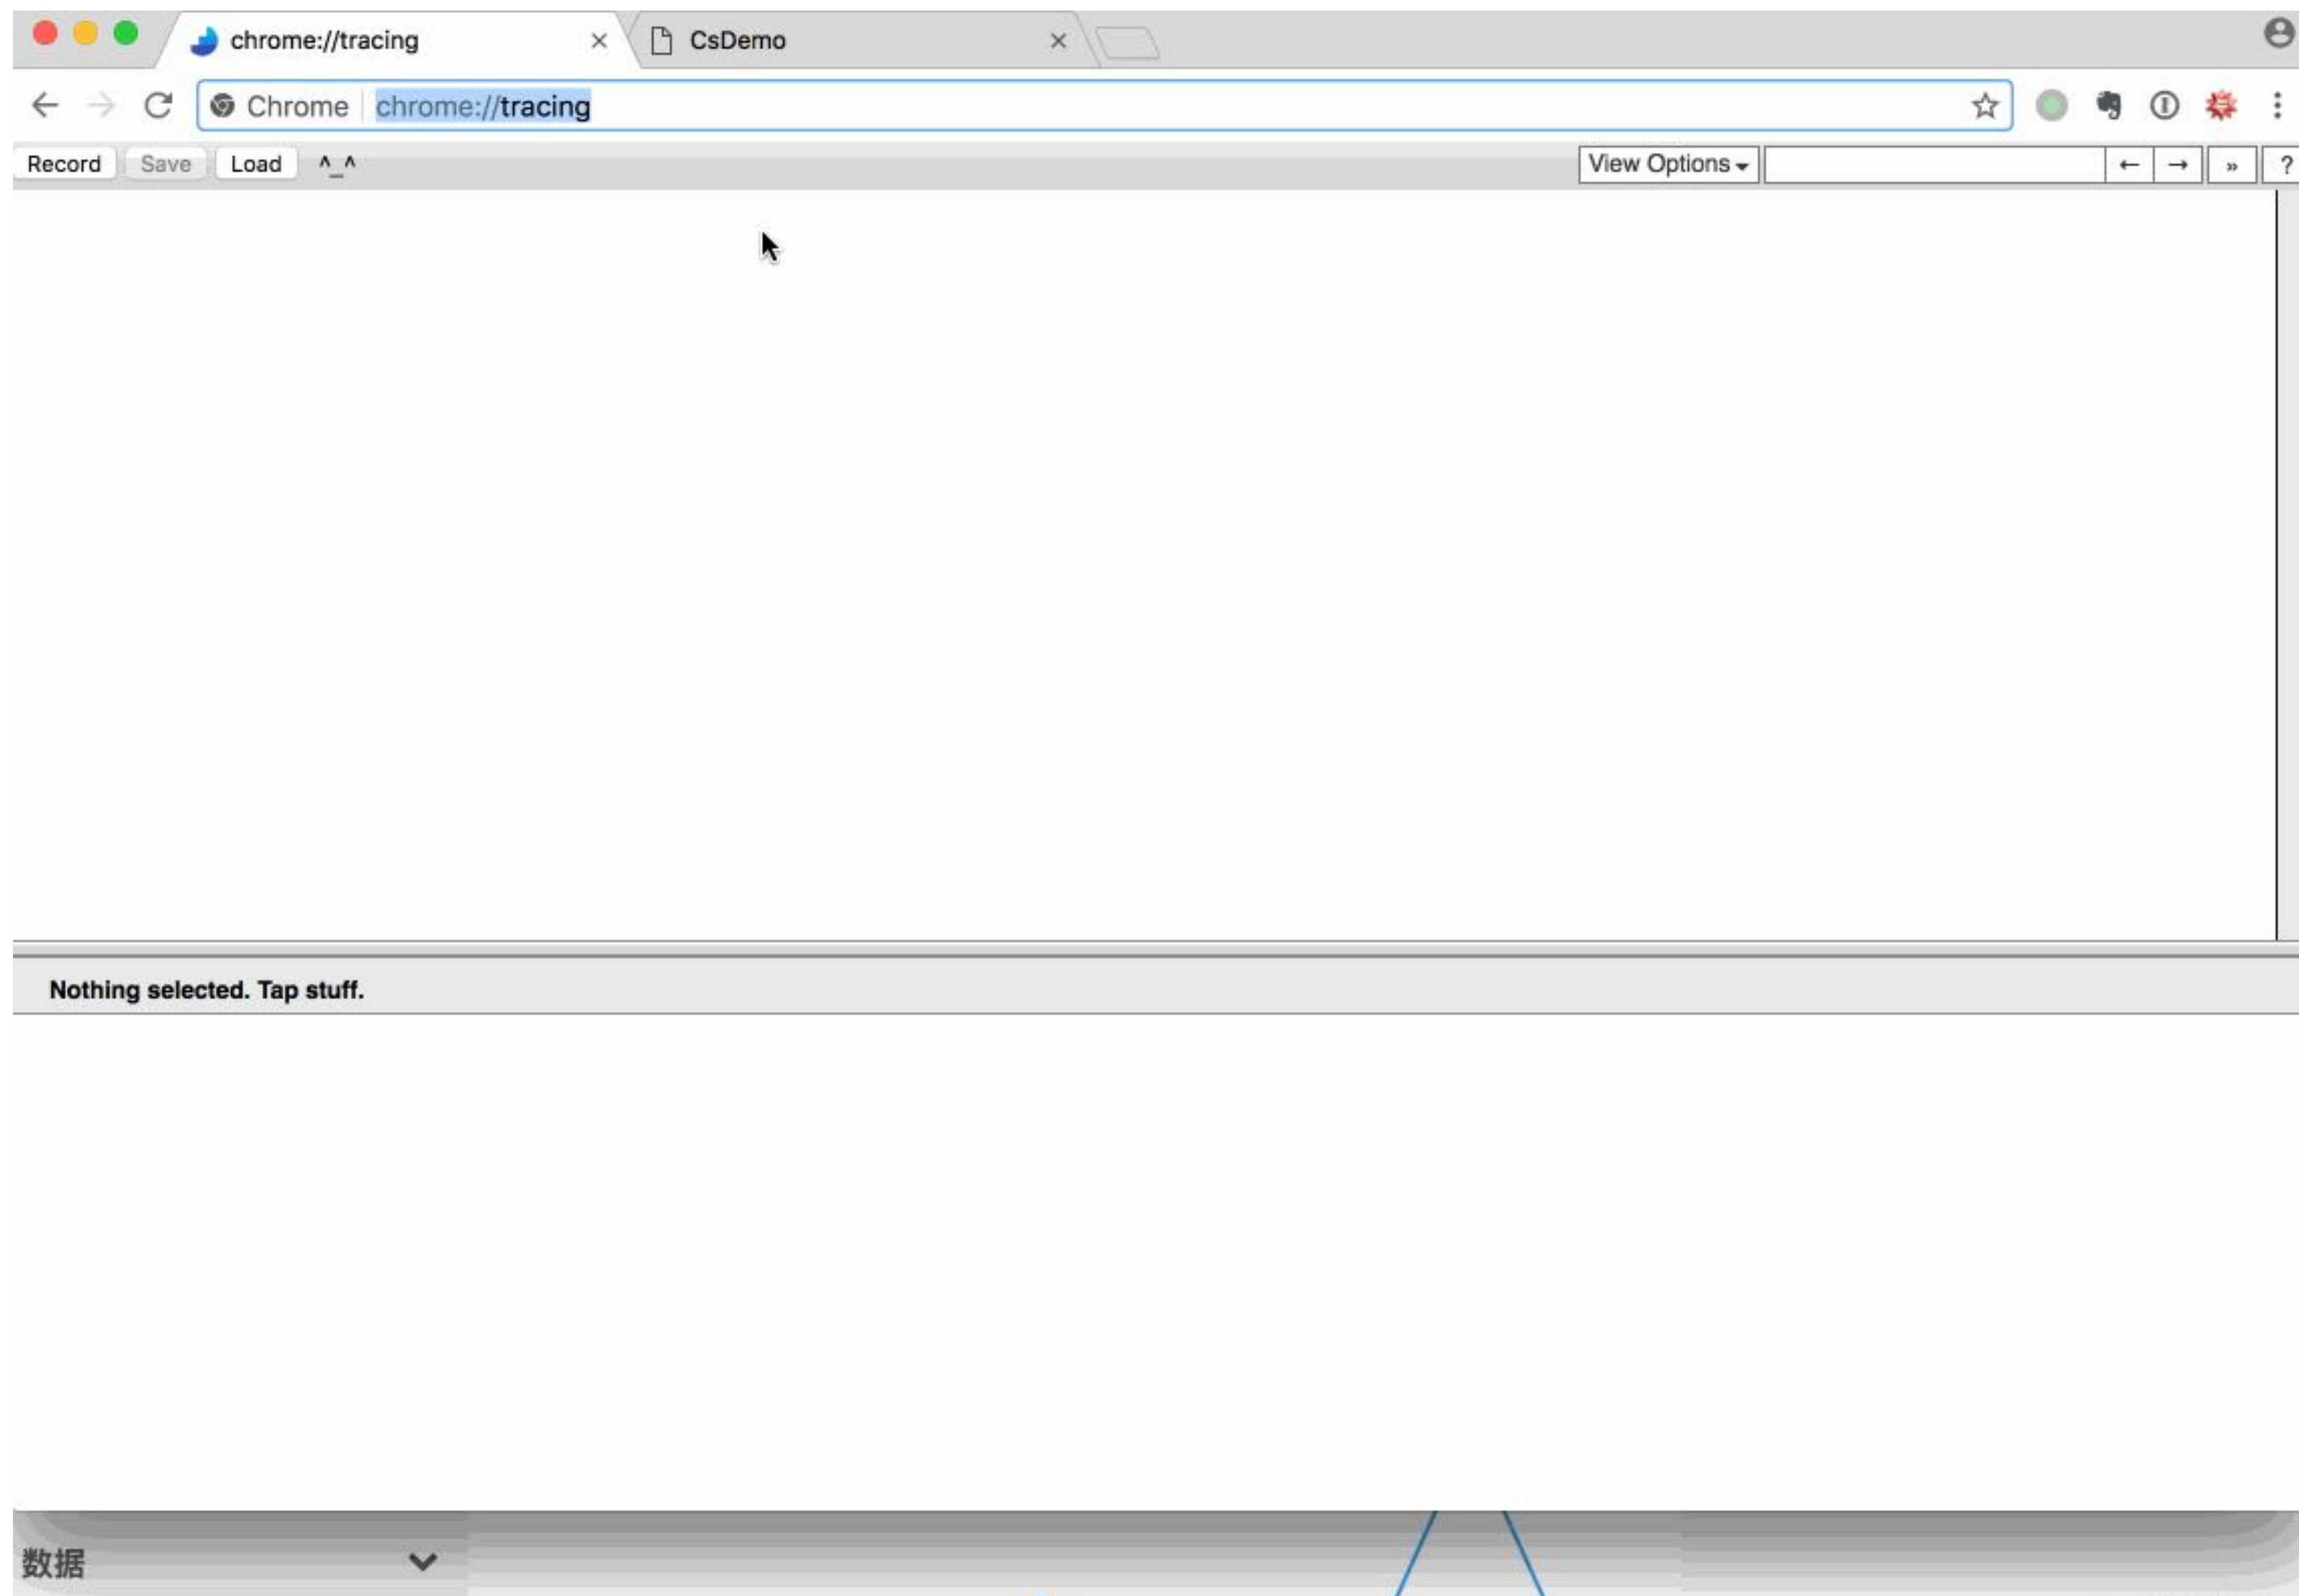 chrome://tracing
CsDemo
Chrome chrome://tracing
Record Save Load ^_^ View Options ← → » ?
Nothing selected. Tap stuff.
数据